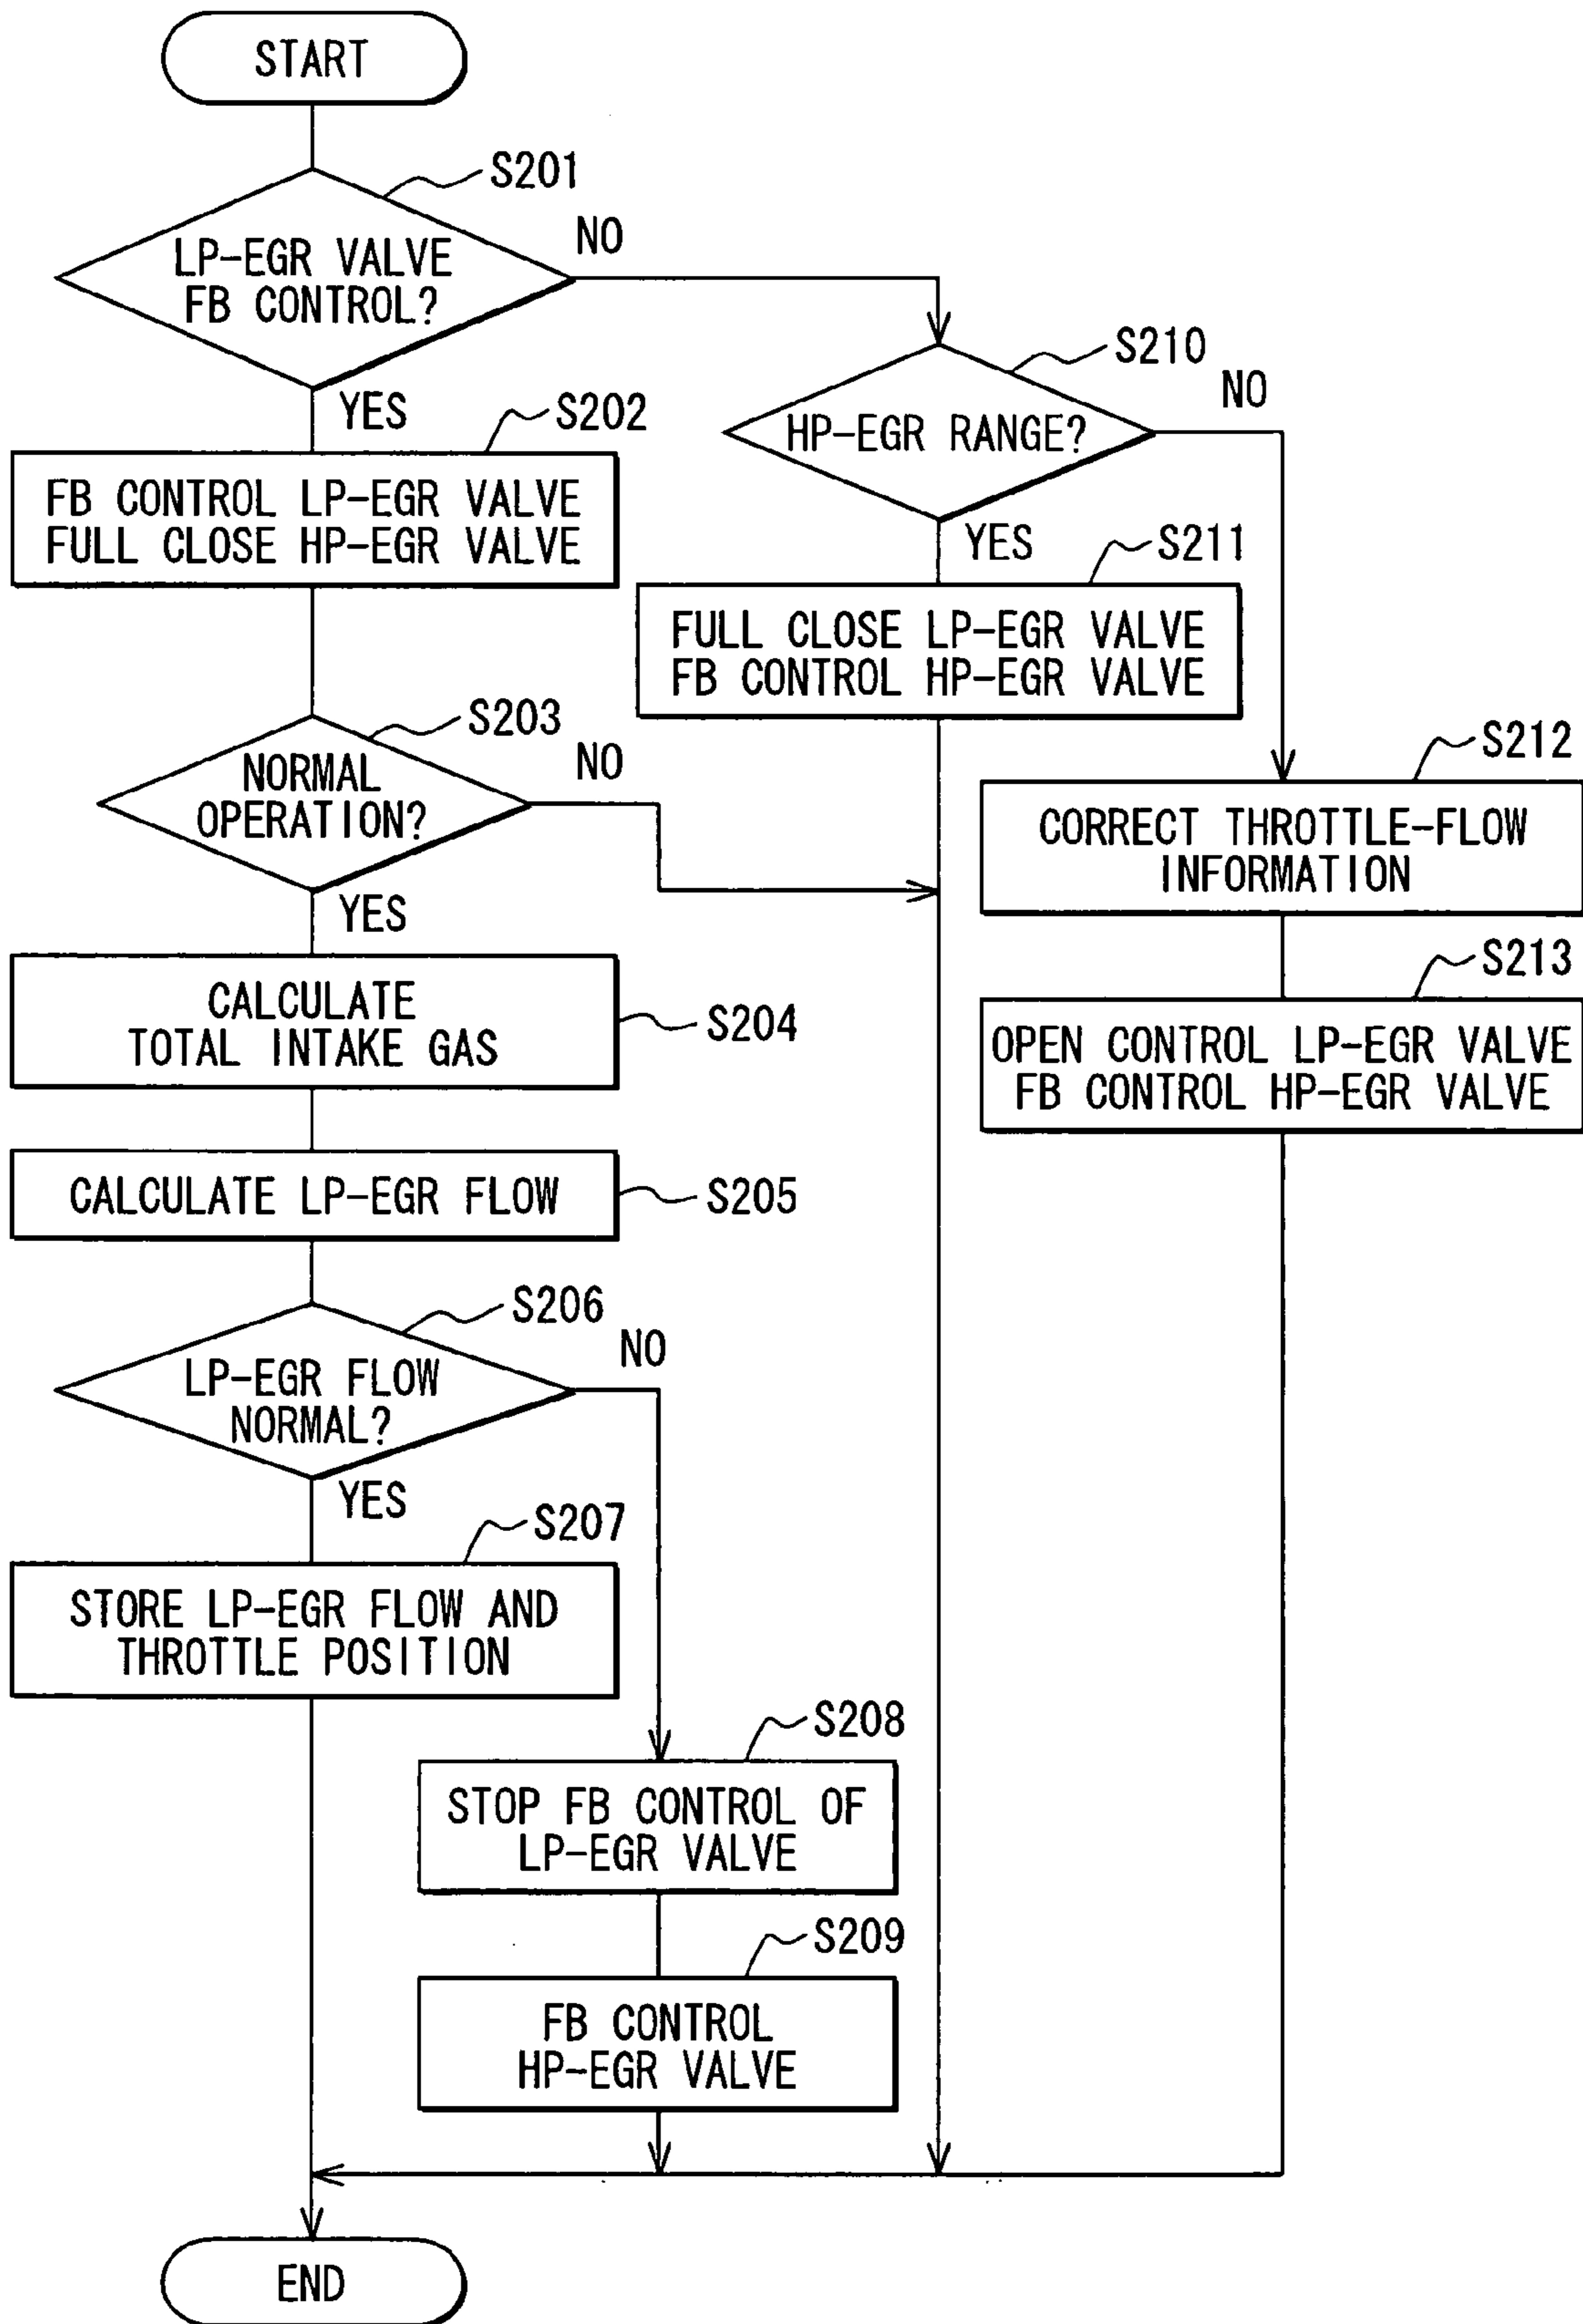 START
S201
LP-EGR VALVE
FB CONTROL?
NO
YES
S202
FB CONTROL LP-EGR VALVE
FULL CLOSE HP-EGR VALVE
S203
NORMAL
OPERATION?
NO
YES
CALCULATE
TOTAL INTAKE GAS
S204
CALCULATE LP-EGR FLOW
S205
S206
LP-EGR FLOW
NORMAL?
NO
YES
S207
STORE LP-EGR FLOW AND
THROTTLE POSITION
S208
STOP FB CONTROL OF
LP-EGR VALVE
S209
FB CONTROL
HP-EGR VALVE
S210
HP-EGR RANGE?
NO
YES
S211
FULL CLOSE LP-EGR VALVE
FB CONTROL HP-EGR VALVE
S212
CORRECT THROTTLE-FLOW
INFORMATION
S213
OPEN CONTROL LP-EGR VALVE
FB CONTROL HP-EGR VALVE
END